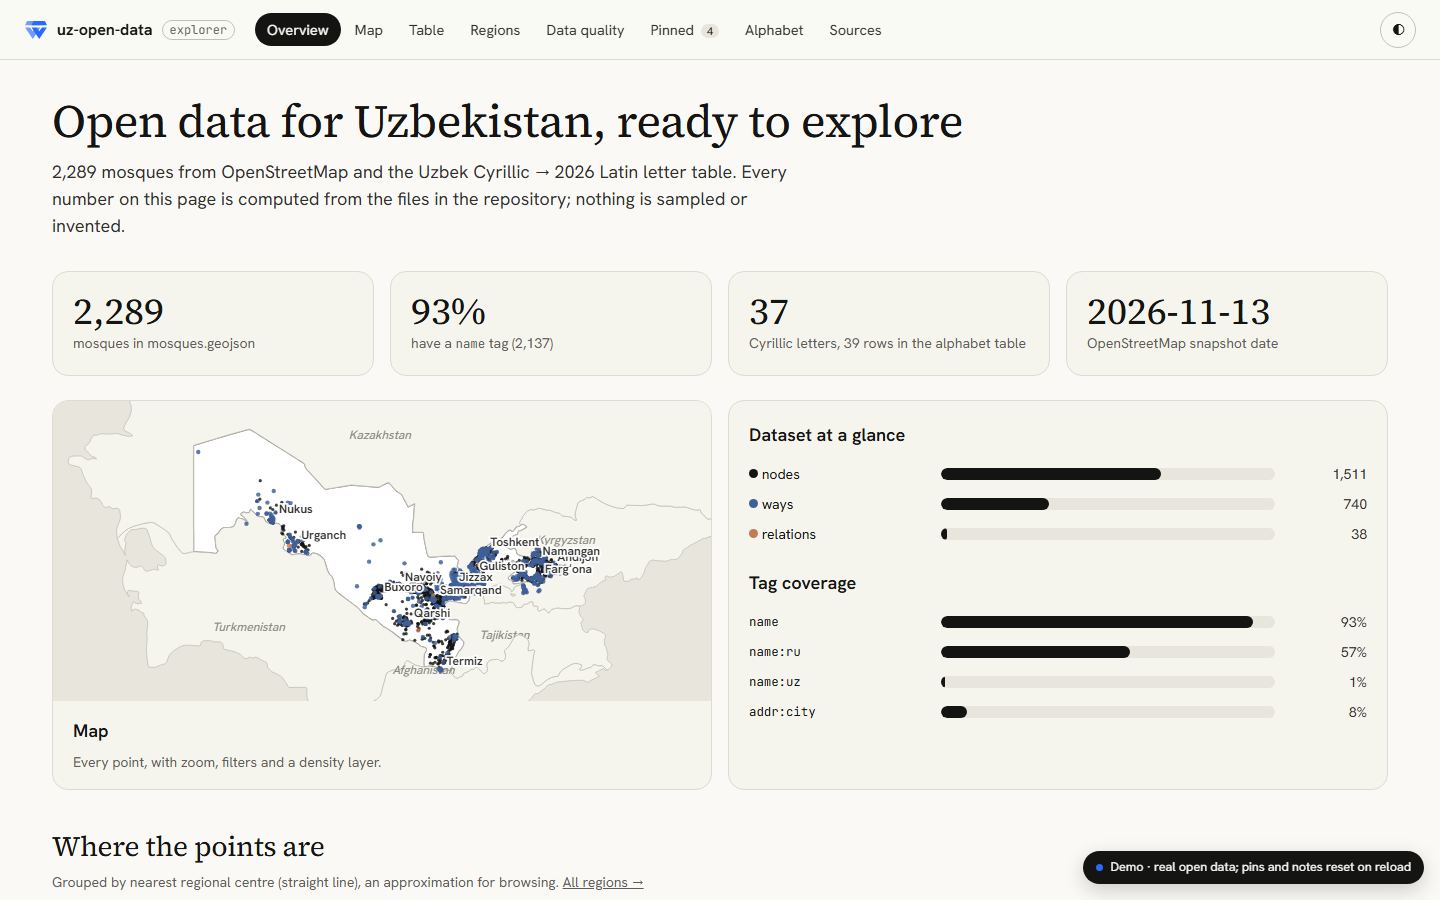 uz-open-data explorer Overview Map Table Regions Data quality Pinned 4 Alphabet Sources
Open data for Uzbekistan, ready to explore
2,289 mosques from OpenStreetMap and the Uzbek Cyrillic → 2026 Latin letter table. Every
number on this page is computed from the files in the repository; nothing is sampled or
invented.
2,289
mosques in mosques.geojson
93%
have a name tag (2,137)
37
Cyrillic letters, 39 rows in the alphabet table
2026-11-13
OpenStreetMap snapshot date
Kazakhstan
Nukus
Urganch
Toshkent
Kyrgyzstan
Namangan
Andijon
Guliston
Farg ona
Navoiy
Jizzax
Buxoro
Samarqand
Qarshi
Turkmenistan
Tajikistan
Termiz
Afghanistan
Map
Every point, with zoom, filters and a density layer.
Dataset at a glance
nodes 1,511
ways 740
relations 38
Tag coverage
name 93%
name:ru 57%
name:uz 1%
addr:city 8%
Where the points are
Grouped by nearest regional centre (straight line), an approximation for browsing. All regions →
Demo · real open data; pins and notes reset on reload